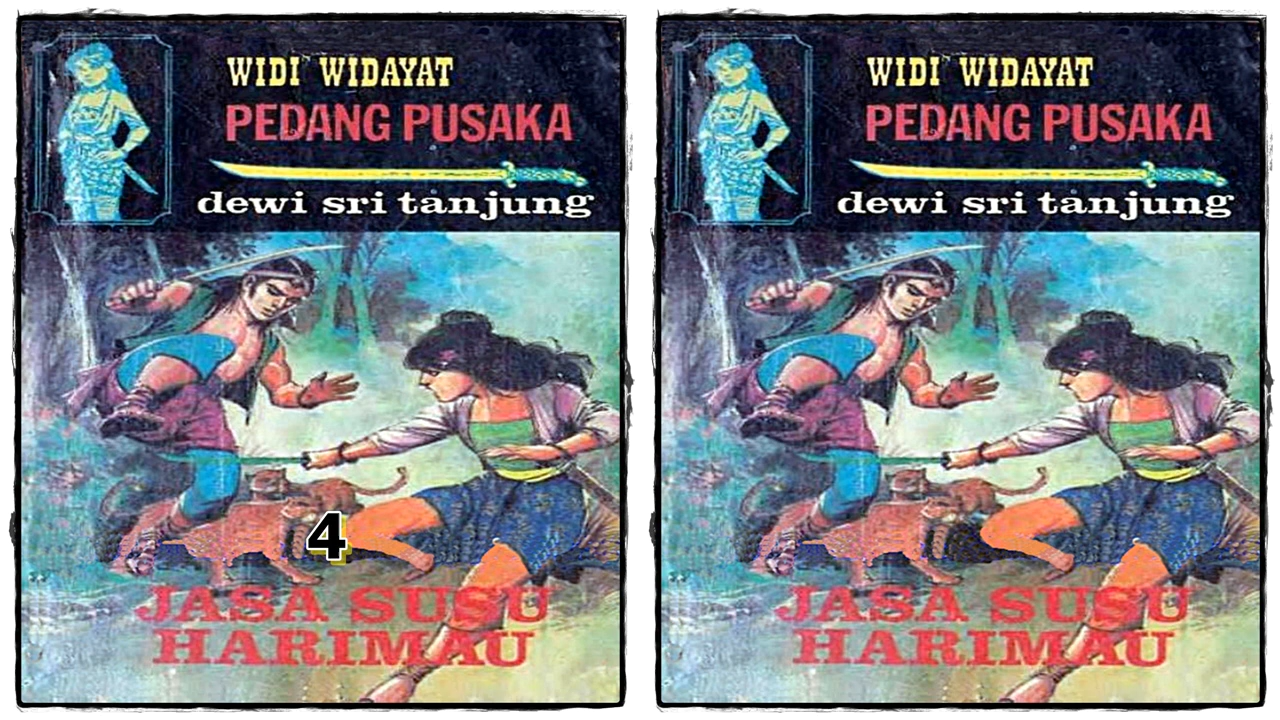 WIDI WIDAYAT
PEDANG PUSAKA
dewi sri tanjung
4
JASA SUSU
HARIMAU
WIDI WIDAYAT
PEDANG PUSAKA
dewi sri tanjung
JASA SUSU
HARIMAU